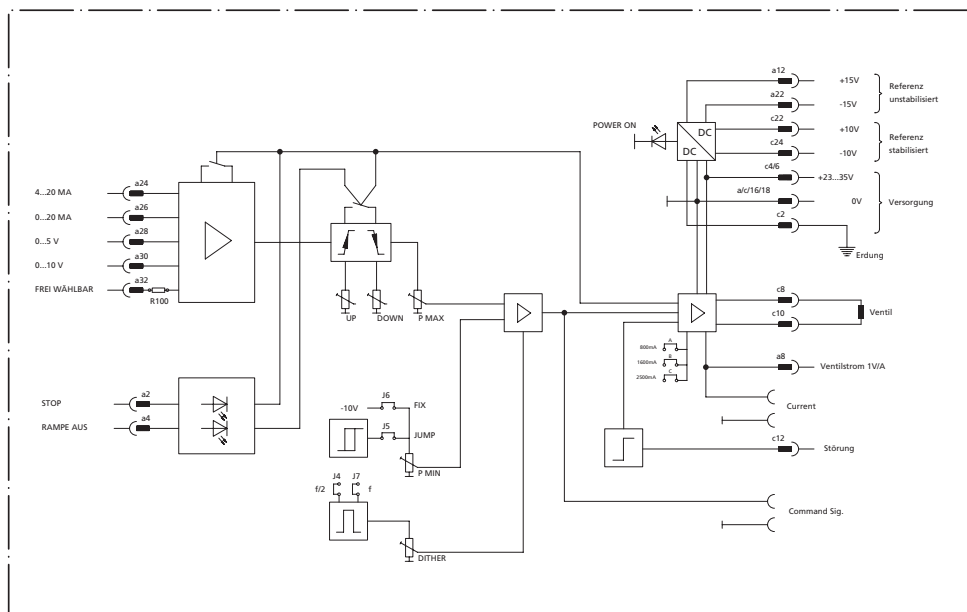 a12
+15V
Referenz
unstabilisiert
a22
-15V
POWER ON
DC
DC
c22
+10V
Referenz
stabilisiert
c24
-10V
c4/6
+23...35V
a/c/16/18
0V
Versorgung
c2
Erdung
4...20 MA
a24
0...20 MA
a26
0...5 V
a28
0...10 V
a30
FREI WÄHLBAR
a32
R100
UP
DOWN
P MAX
c8
c10
Ventil
800mA
A
1600mA
B
2500mA
C
a8
Ventilstrom 1V/A
Current
c12
Störung
Command Sig.
STOP
a2
RAMPE AUS
a4
-10V
J6
FIX
J5
JUMP
P MIN
J4
J7
f/2
f
DITHER